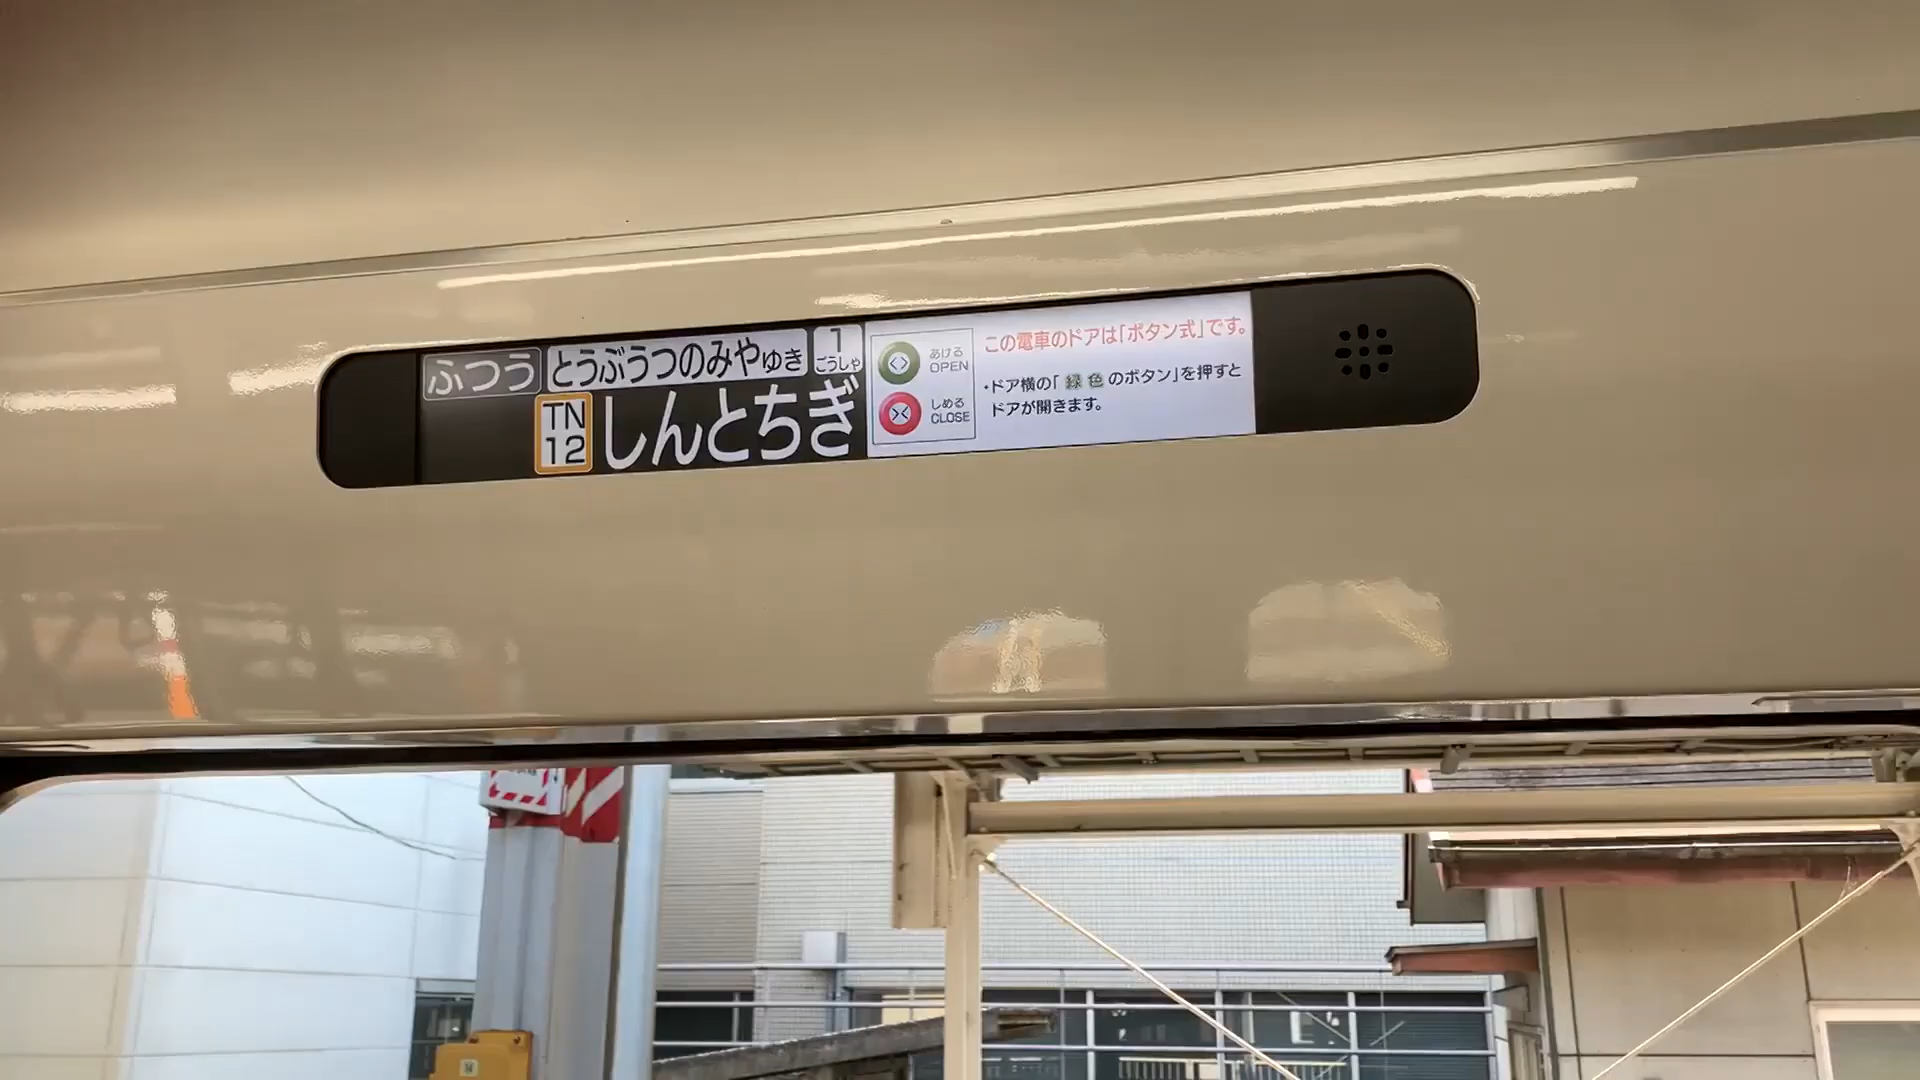 ふつう とうぶうつのみやゆき 1 ごうしゃ
TN 12 しんとちぎ
あける OPEN
しめる CLOSE
この電車のドアは「ボタン式」です。
・ドア横の「緑色のボタン」を押すと
ドアが開きます。